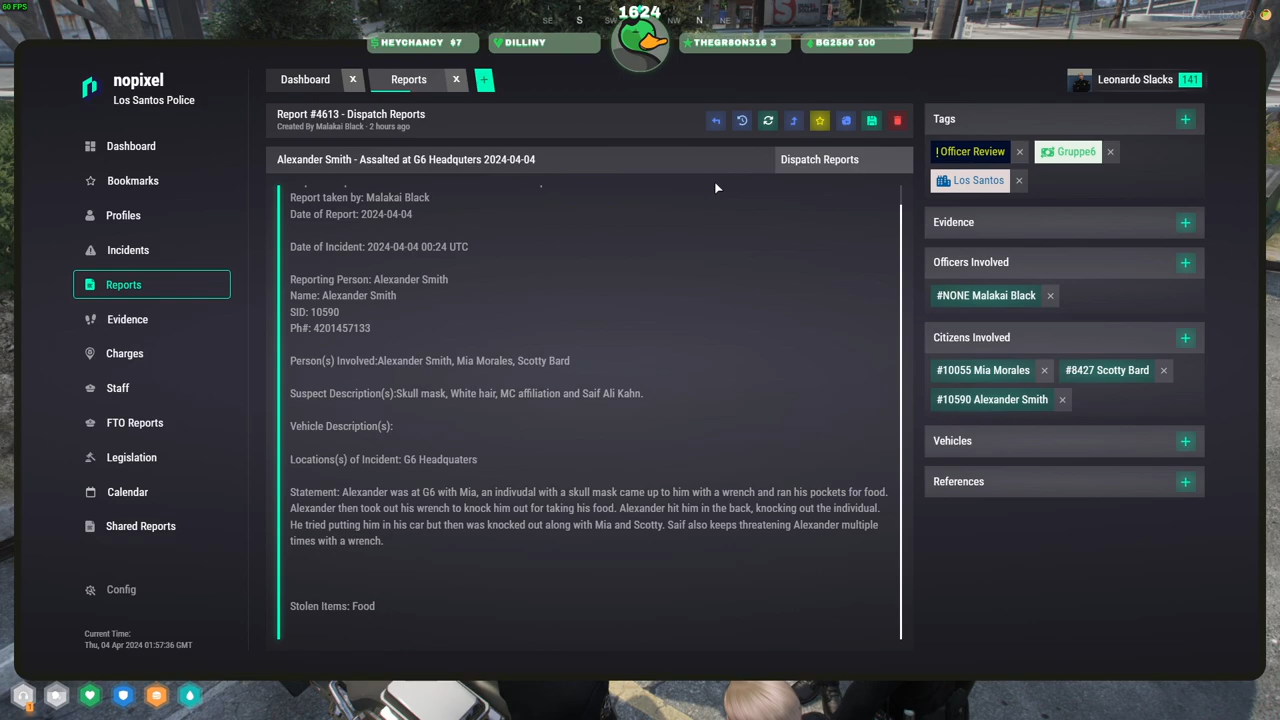 60 FPS
1624
SE S SW NW N NE
HEYCHANCY $7
DILLINY
THEGR8ON316 3
BG2580 100
nopixel
Los Santos Police
Dashboard X
Reports X
+
Leonardo Slacks 141
Dashboard
Bookmarks
Profiles
Incidents
Reports
Evidence
Charges
Staff
FTO Reports
Legislation
Calendar
Shared Reports
Config
Current Time:
Thu, 04 Apr 2024 01:57:36 GMT
Report #4613 - Dispatch Reports
Created By Malakai Black · 2 hours ago
Alexander Smith - Assalted at G6 Headquters 2024-04-04
Dispatch Reports
Report taken by: Malakai Black
Date of Report: 2024-04-04
Date of Incident: 2024-04-04 00:24 UTC
Reporting Person: Alexander Smith
Name: Alexander Smith
SID: 10590
Ph#: 4201457133
Person(s) Involved:Alexander Smith, Mia Morales, Scotty Bard
Suspect Description(s):Skull mask, White hair, MC affiliation and Saif Ali Kahn.
Vehicle Description(s):
Locations(s) of Incident: G6 Headquaters
Statement: Alexander was at G6 with Mia, an indivudal with a skull mask came up to him with a wrench and ran his pockets for food.
Alexander then took out his wrench to knock him out for taking his food. Alexander hit him in the back, knocking out the individual.
He tried putting him in his car but then was knocked out along with Mia and Scotty. Saif also keeps threatening Alexander multiple
times with a wrench.
Stolen Items: Food
Tags +
! Officer Review ×
Gruppe6 ×
Los Santos ×
Evidence +
Officers Involved +
#NONE Malakai Black ×
Citizens Involved +
#10055 Mia Morales ×
#8427 Scotty Bard ×
#10590 Alexander Smith ×
Vehicles +
References +
1